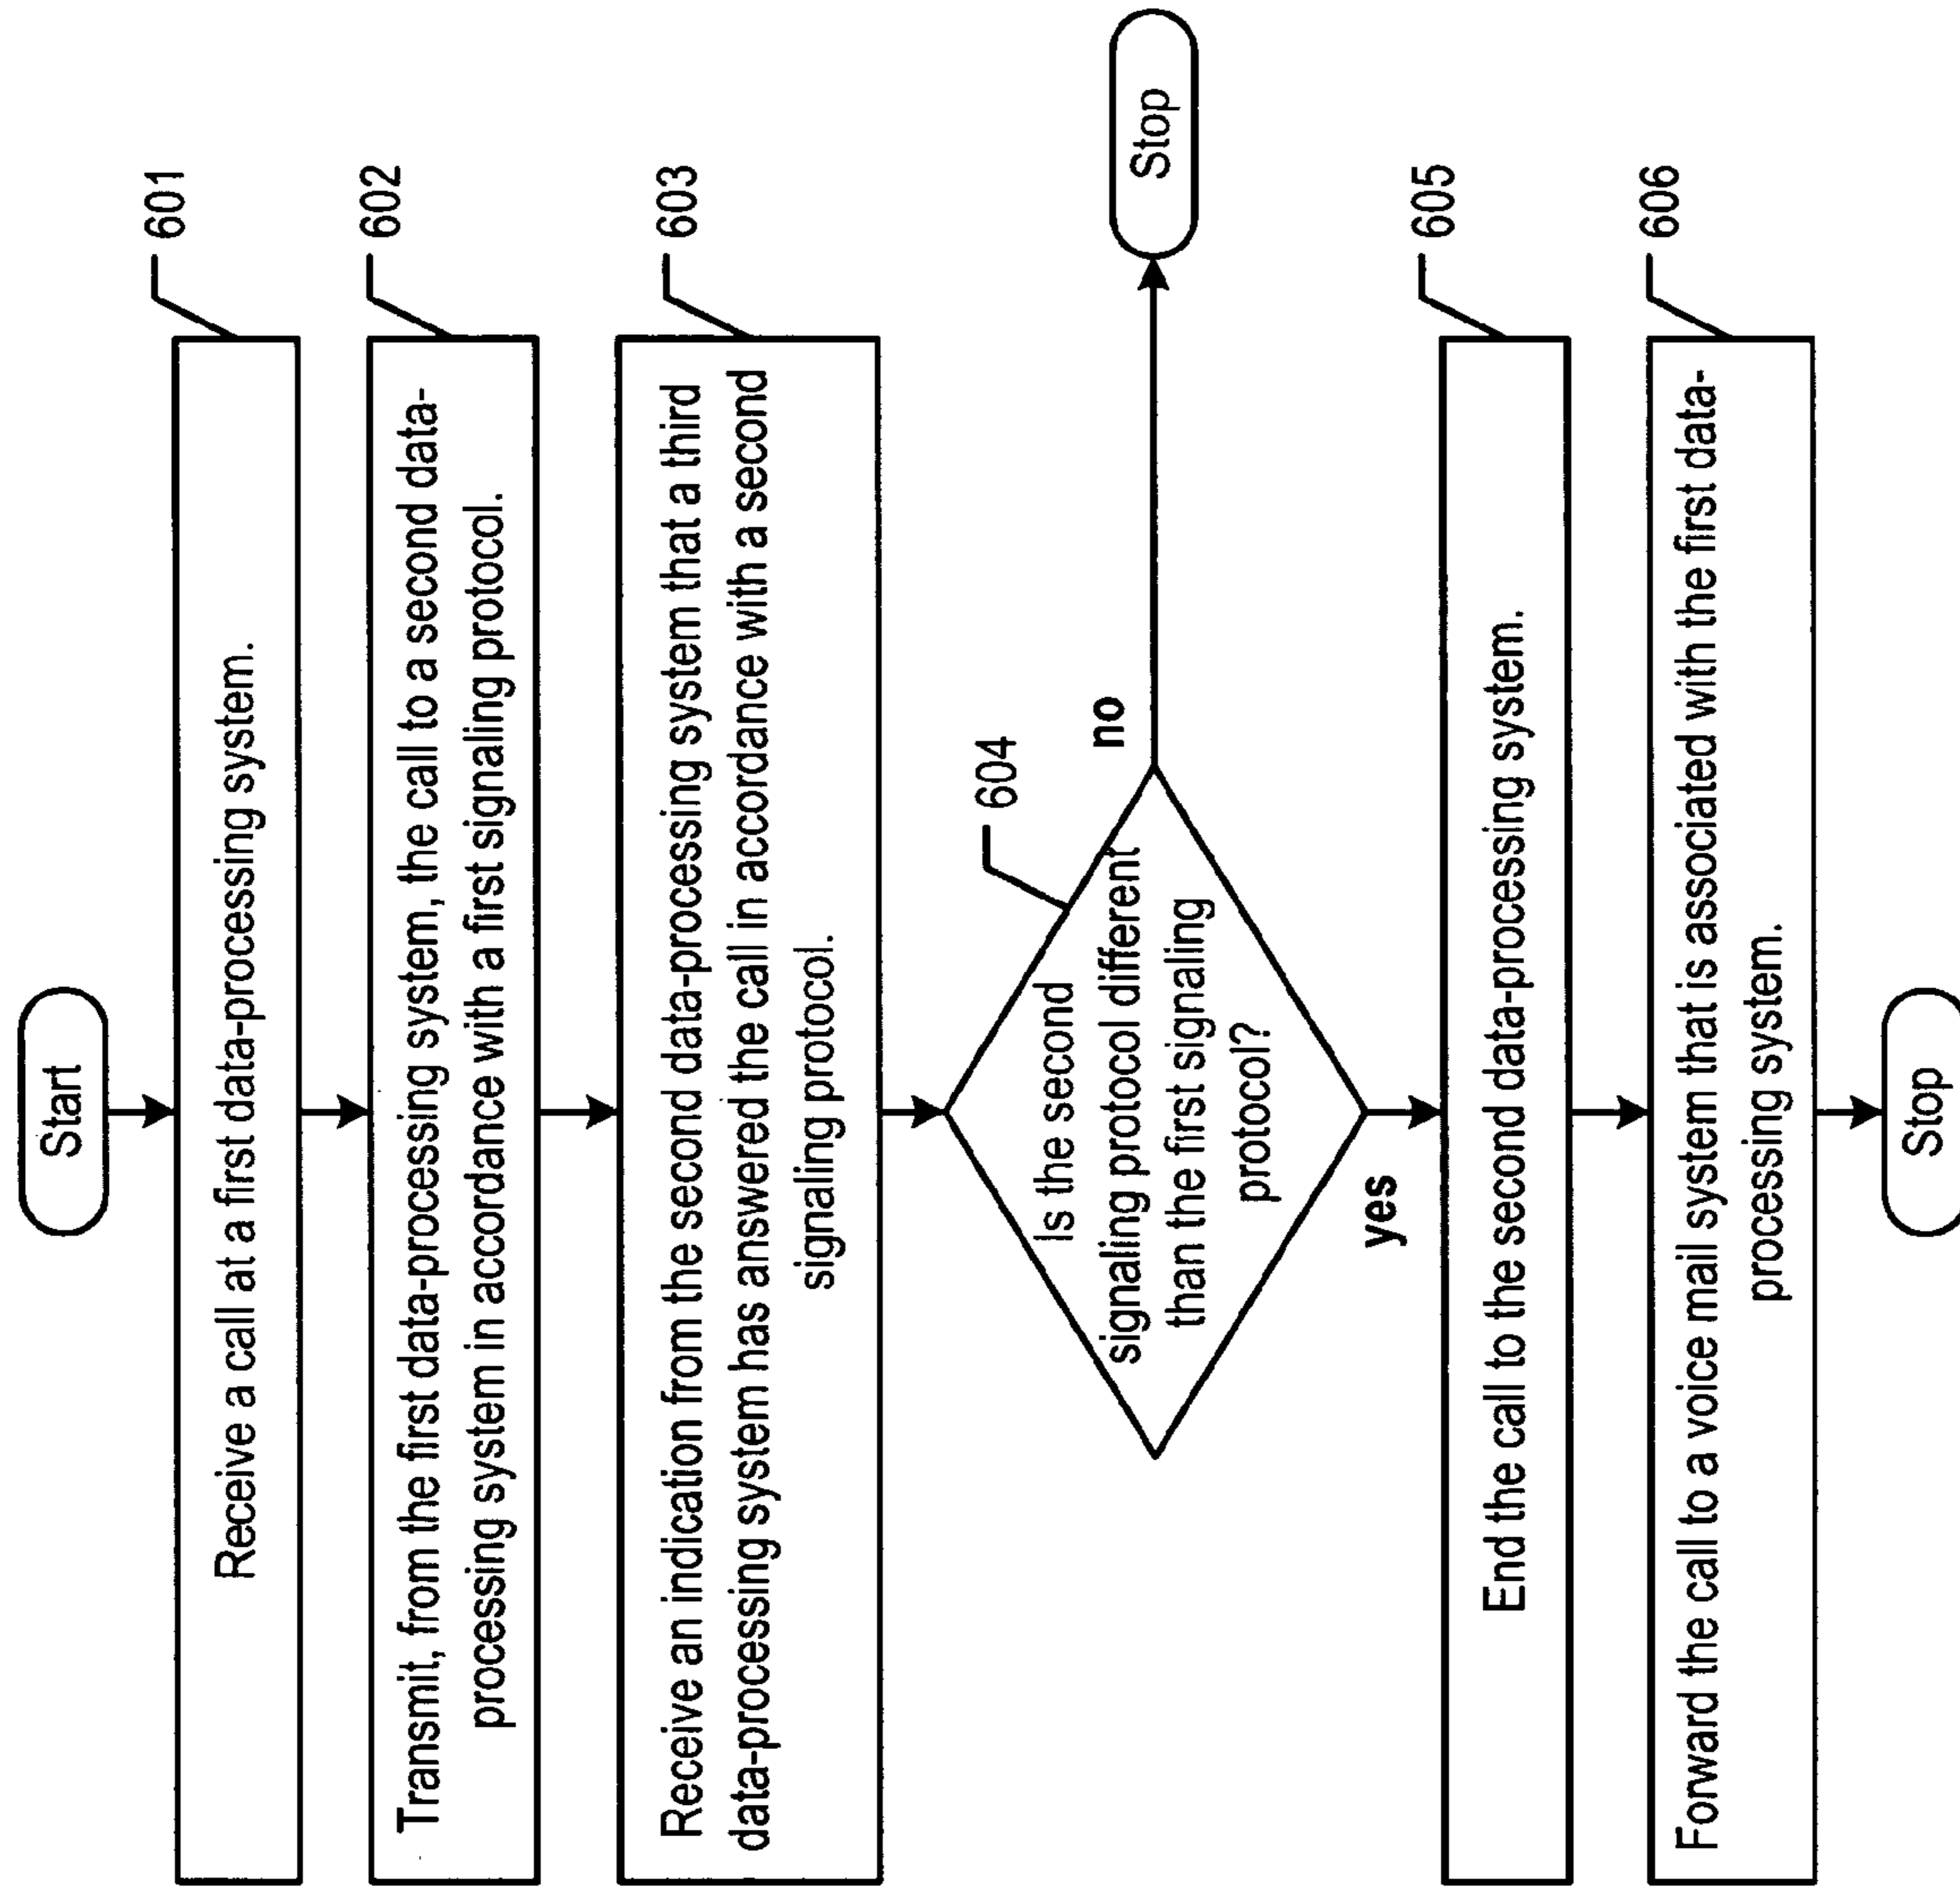 Start
601
Receive a call at a first data-processing system.
602
Transmit, from the first data-processing system, the call to a second data-
processing system in accordance with a first signaling protocol.
603
Receive an indication from the second data-processing system that a third
data-processing system has answered the call in accordance with a second
signaling protocol.
604
Is the second
signaling protocol different
than the first signaling
protocol?
no
Stop
yes
605
End the call to the second data-processing system.
606
Forward the call to a voice mail system that is associated with the first data-
processing system.
Stop